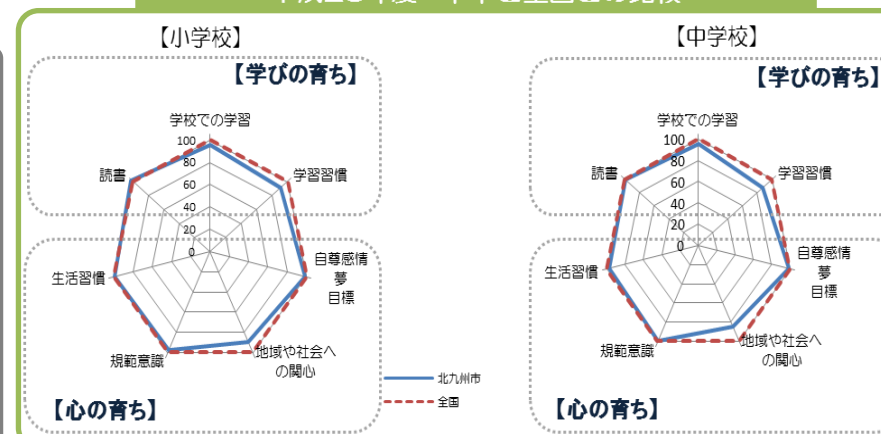 【小学校】
【学びの育ち】
学校での学習
学習習慣
自尊感情
夢
目標
地域や社会へ
の関心
規範意識
生活習慣
読書
100
80
60
40
20
0
【心の育ち】
北九州市
全国
【中学校】
【学びの育ち】
学校での学習
学習習慣
自尊感情
夢
目標
地域や社会へ
の関心
規範意識
生活習慣
読書
100
80
60
40
20
0
【心の育ち】